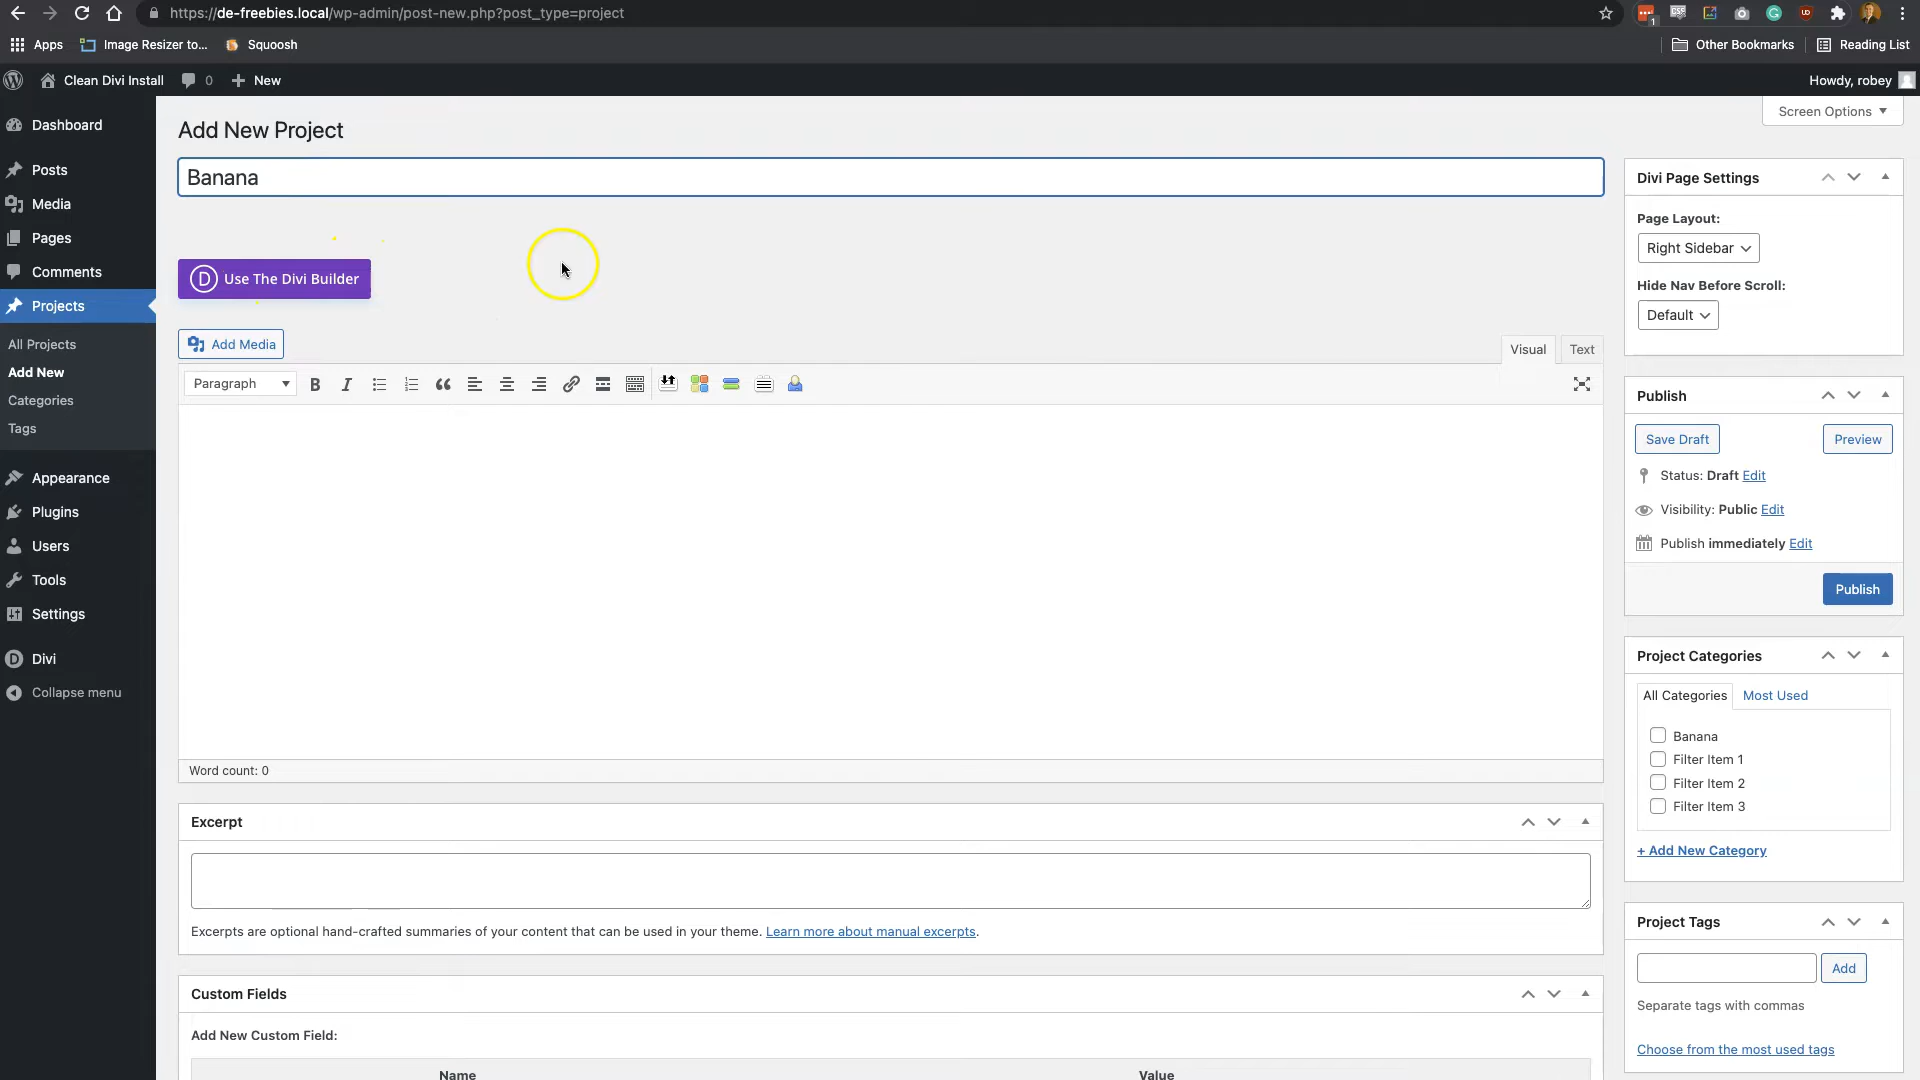 https://de-freebies.local/wp-admin/post-new.php?post_type=project
1
Apps
Image Resizer to...
Squoosh
Other Bookmarks
Reading List
Clean Divi Install
0
New
Howdy, robey
Dashboard
Posts
Media
Pages
Comments
Projects
All Projects
Add New
Categories
Tags
Appearance
Plugins
Users
Tools
Settings
Divi
Collapse menu
Screen Options
Add New Project
Banana
D Use The Divi Builder
Add Media
Visual
Text
Paragraph
Word count: 0
Excerpt
Excerpts are optional hand-crafted summaries of your content that can be used in your theme. Learn more about manual excerpts.
Custom Fields
Add New Custom Field:
Name
Value
Divi Page Settings
Page Layout:
Right Sidebar
Hide Nav Before Scroll:
Default
Publish
Save Draft
Preview
Status: Draft Edit
Visibility: Public Edit
Publish immediately Edit
Publish
Project Categories
All Categories
Most Used
Banana
Filter Item 1
Filter Item 2
Filter Item 3
+ Add New Category
Project Tags
Add
Separate tags with commas
Choose from the most used tags